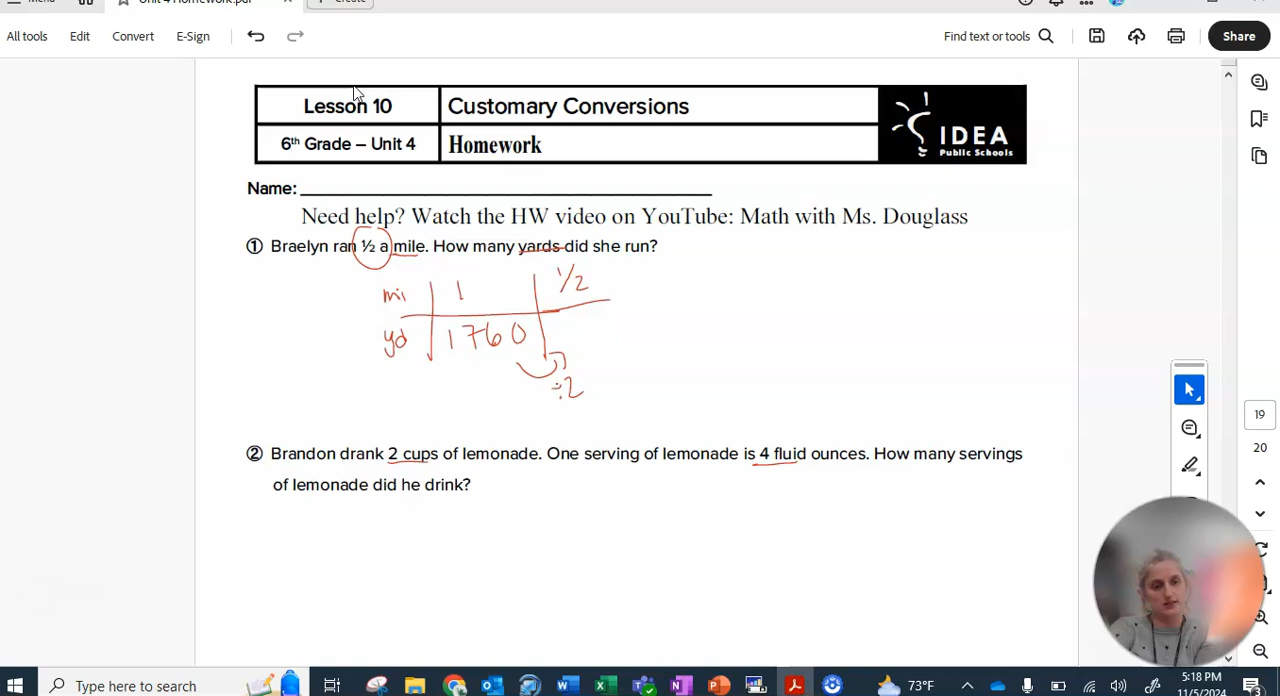 Create
All tools Edit Convert E-Sign Find text or tools Share
Lesson 10 Customary Conversions
6th Grade – Unit 4 Homework
IDEA
Public Schools
Name:
Need help? Watch the HW video on YouTube: Math with Ms. Douglass
① Braelyn ran ½ a mile. How many yards did she run?
mi 1 1/2
yd 1760
÷2
② Brandon drank 2 cups of lemonade. One serving of lemonade is 4 fluid ounces. How many servings
of lemonade did he drink?
19
20
Type here to search
73°F
5:18 PM
11/5/2024